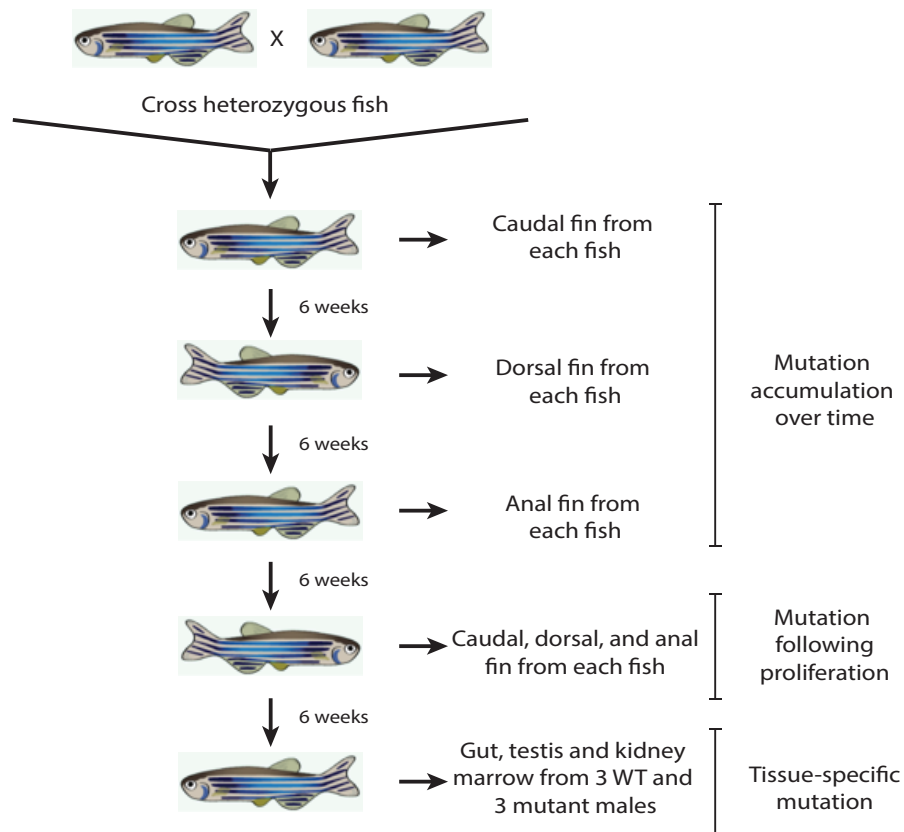 X
Cross heterozygous fish
Caudal fin from
each fish
6 weeks
Dorsal fin from
each fish
6 weeks
Anal fin from
each fish
Mutation
accumulation
over time
6 weeks
Caudal, dorsal, and anal
fin from each fish
Mutation
following
proliferation
6 weeks
Gut, testis and kidney
marrow from 3 WT and
3 mutant males
Tissue-specific
mutation